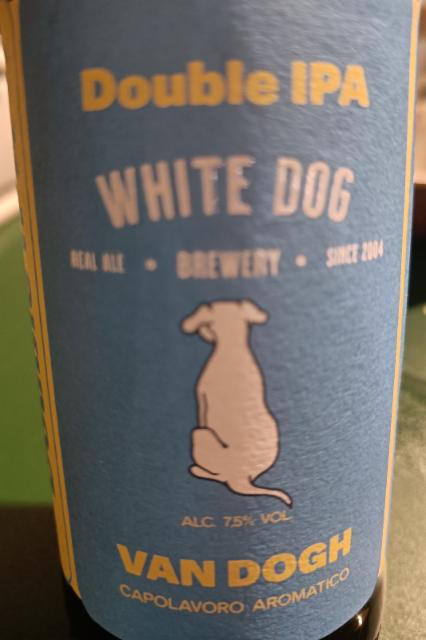 Double IPA
WHITE DOG
REAL ALE • BREWERY • SINCE 2004
ALC. 7.5% VOL.
VAN DOGH
CAPOLAVORO AROMATICO